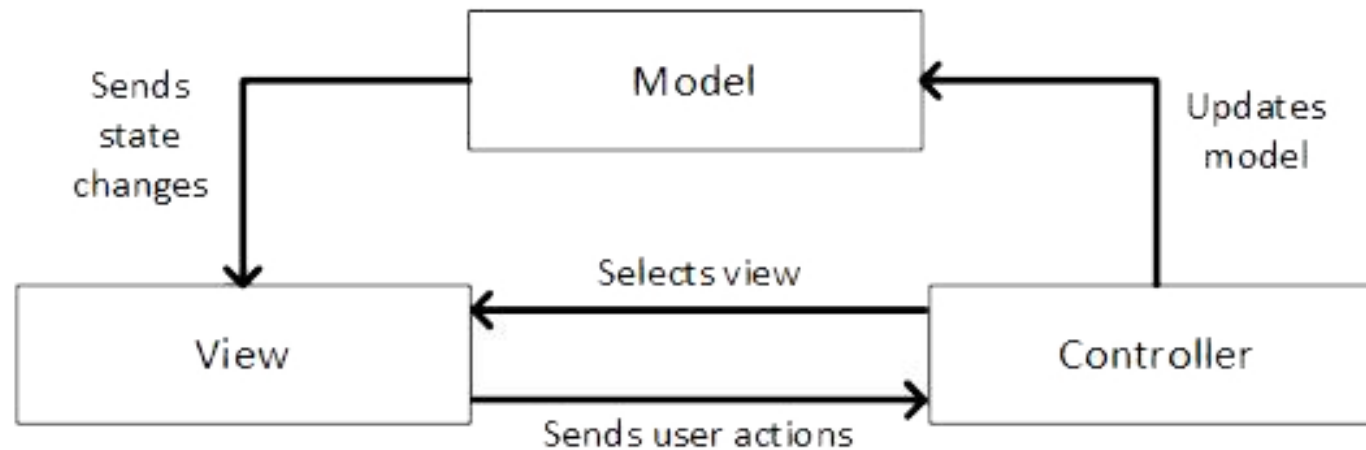 Model
Sends
state
changes
Updates
model
Selects view
View
Controller
Sends user actions